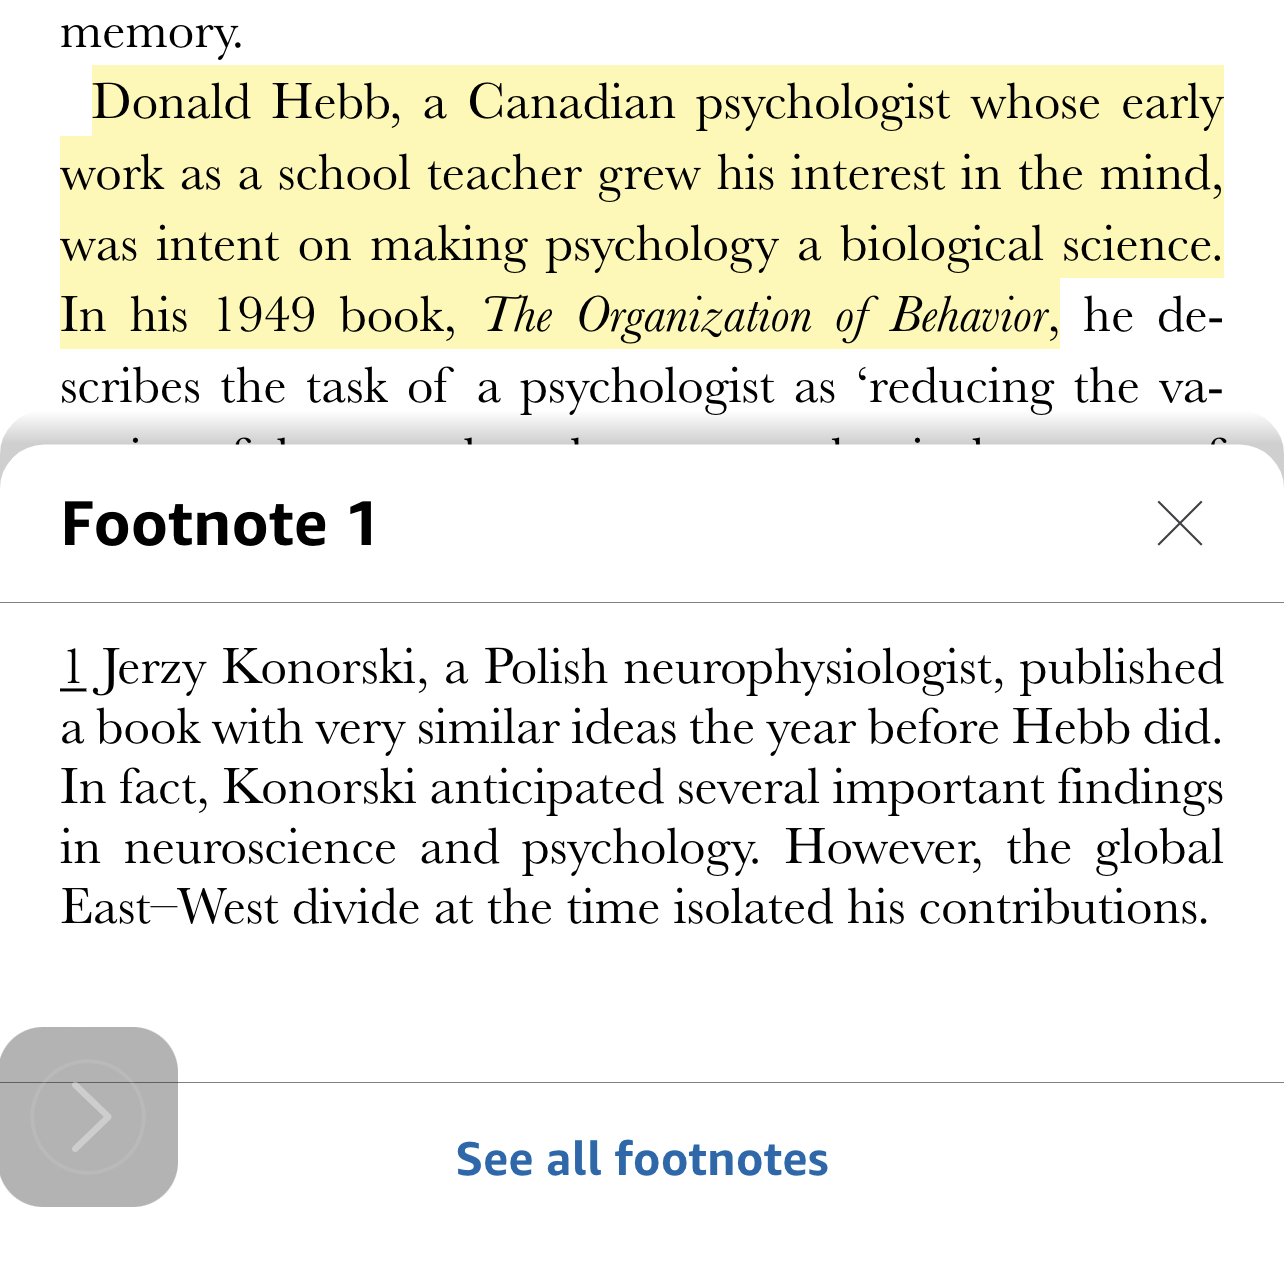 memory.
Donald Hebb, a Canadian psychologist whose early
work as a school teacher grew his interest in the mind,
was intent on making psychology a biological science.
In his 1949 book, The Organization of Behavior, he de-
scribes the task of a psychologist as ‘reducing the va-
Footnote 1
1 Jerzy Konorski, a Polish neurophysiologist, published
a book with very similar ideas the year before Hebb did.
In fact, Konorski anticipated several important findings
in neuroscience and psychology. However, the global
East–West divide at the time isolated his contributions.
See all footnotes